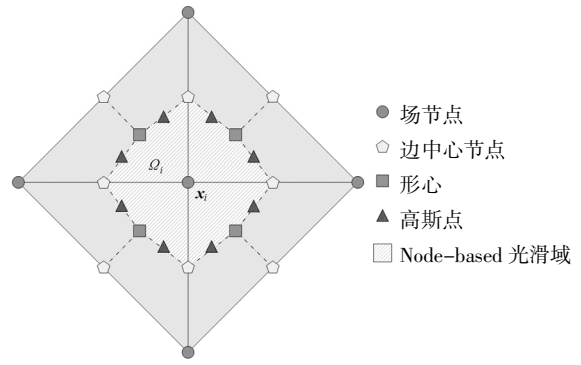 Ω_i
x_i
场节点
边中心节点
形心
高斯点
Node-based 光滑域